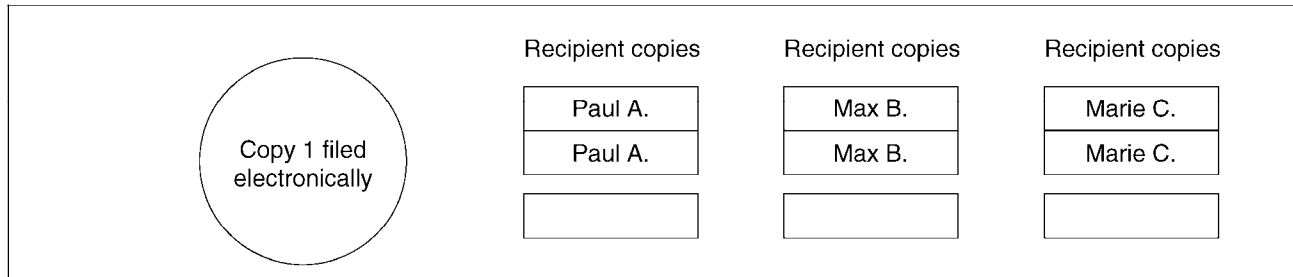 Copy 1 filed
electronically
Recipient copies
Paul A.
Paul A.
Recipient copies
Max B.
Max B.
Recipient copies
Marie C.
Marie C.